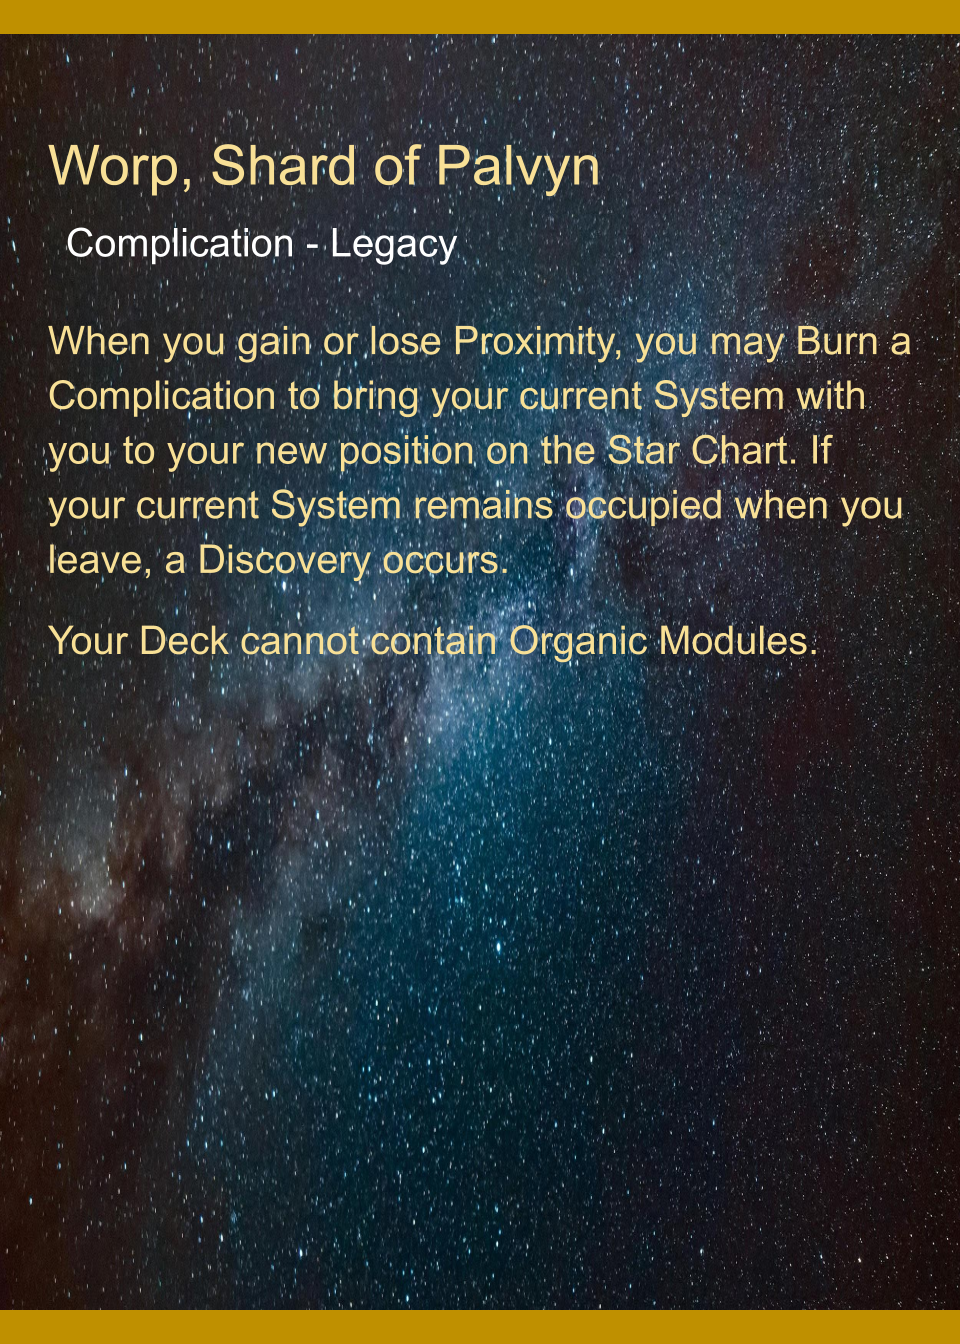 Worp, Shard of Palvyn
Complication - Legacy
When you gain or lose Proximity, you may Burn a
Complication to bring your current System with
you to your new position on the Star Chart. If
your current System remains occupied when you
leave, a Discovery occurs.
Your Deck cannot contain Organic Modules.